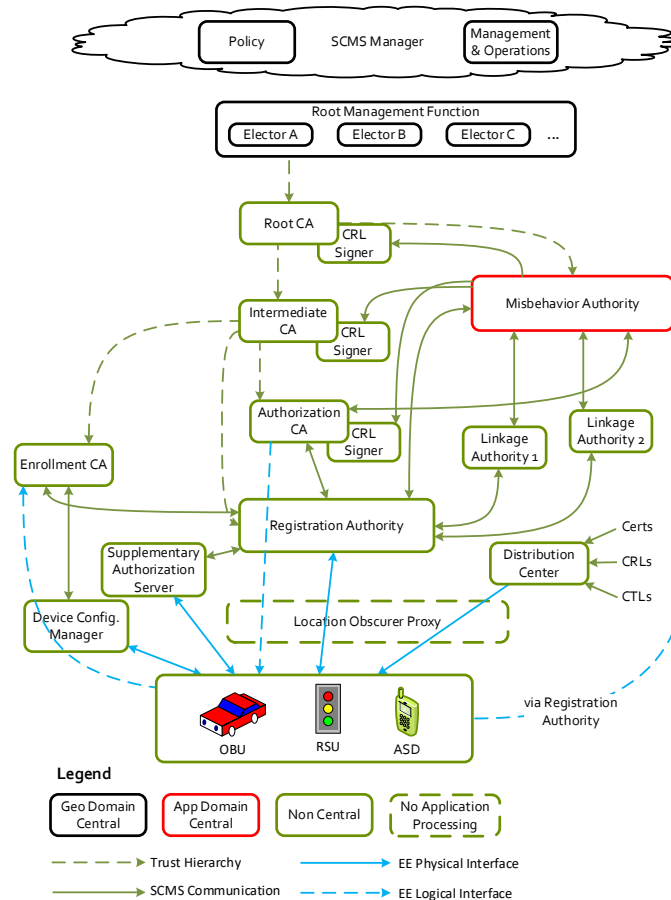 Policy
SCMS Manager
Management
& Operations
Root Management Function
Elector A
Elector B
Elector C
...
Root CA
CRL
Signer
Misbehavior Authority
Intermediate
CA
CRL
Signer
Authorization
CA
CRL
Signer
Linkage
Authority 1
Linkage
Authority 2
Enrollment CA
Registration Authority
Supplementary
Authorization
Server
Distribution
Center
Certs
CRLs
CTLs
Device Config.
Manager
Location Obscurer Proxy
OBU
RSU
ASD
via Registration
Authority
Legend
Geo Domain
Central
App Domain
Central
Non Central
No Application
Processing
Trust Hierarchy
EE Physical Interface
SCMS Communication
EE Logical Interface